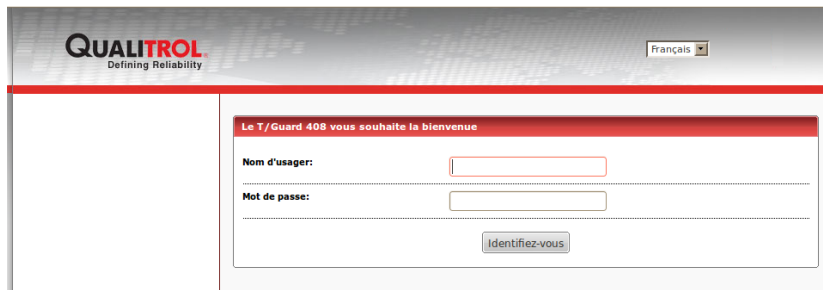 QUALITROL
Defining Reliability
Français
Le T/Guard 408 vous souhaite la bienvenue
Nom d'usager:
Mot de passe:
Identifiez-vous